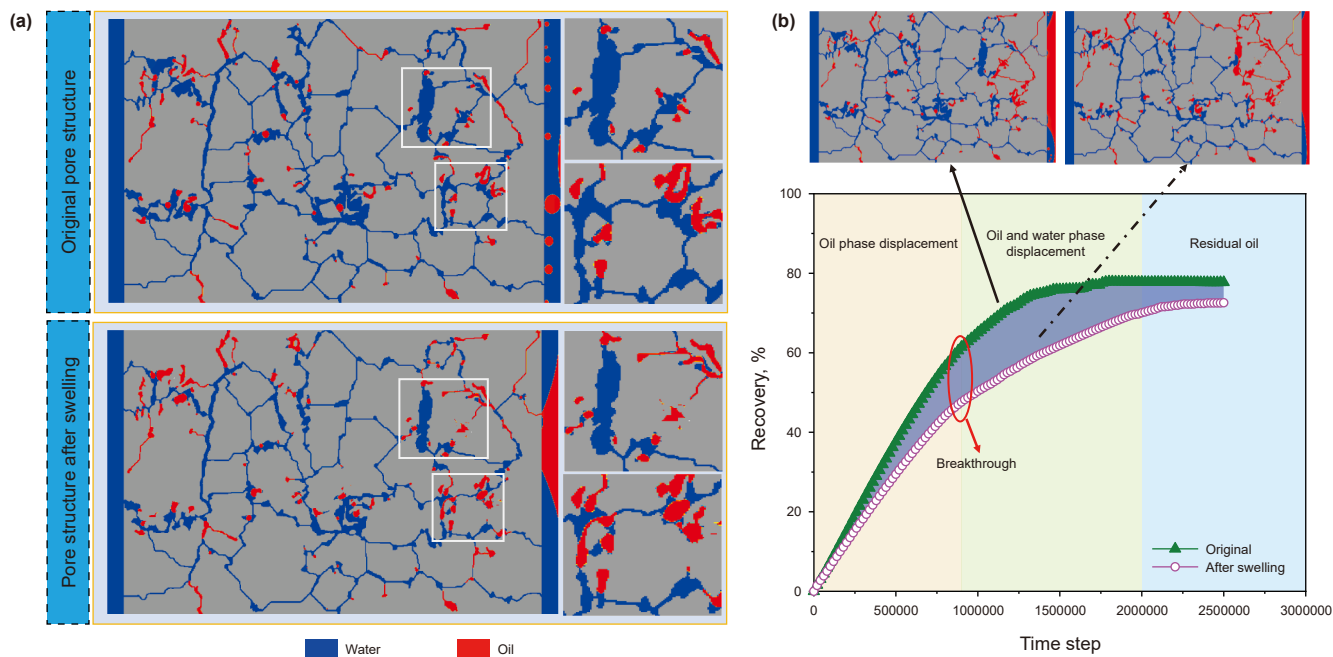 (a)
Original pore structure
Pore structure after swelling
Water
Oil
(b)
100
80
60
40
20
0
Recovery, %
Oil phase displacement
Oil and water phase
displacement
Residual oil
Breakthrough
Original
After swelling
0
500000
1000000
1500000
2000000
2500000
3000000
Time step